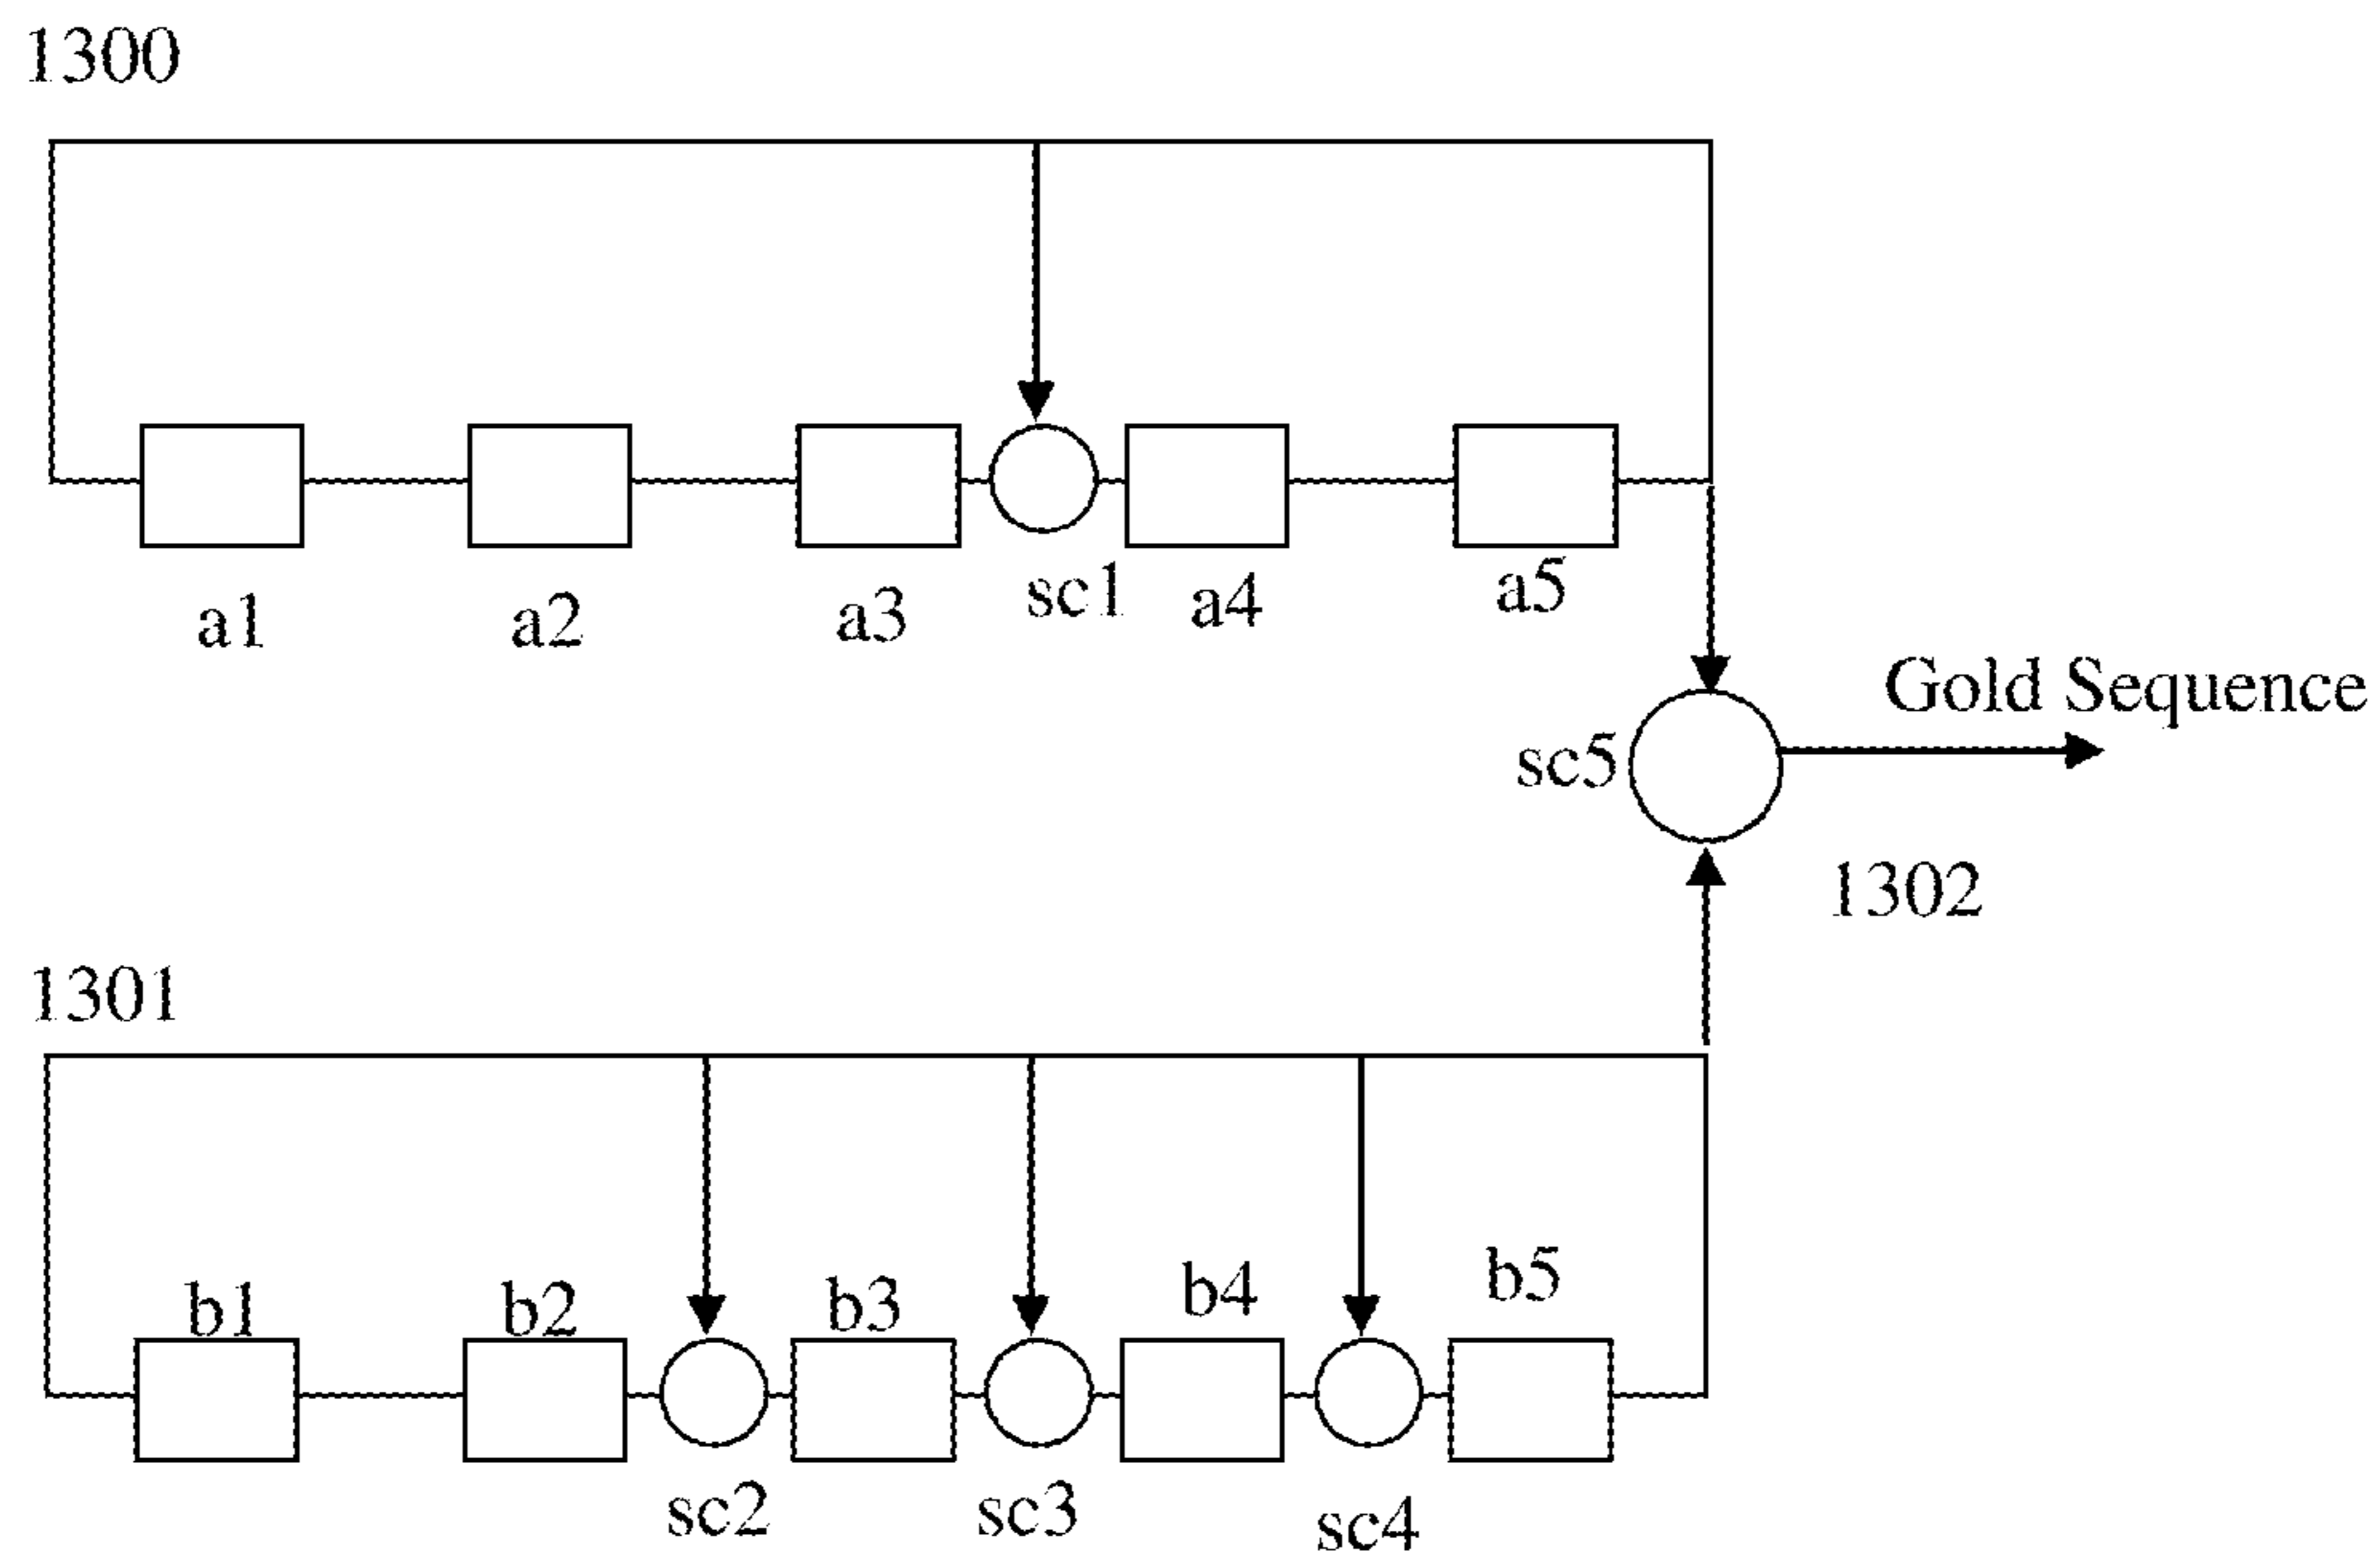 1300
a1
a2
a3
sc1
a4
a5
Gold Sequence
sc5
1302
1301
b1
b2
b3
b4
b5
sc2
sc3
sc4